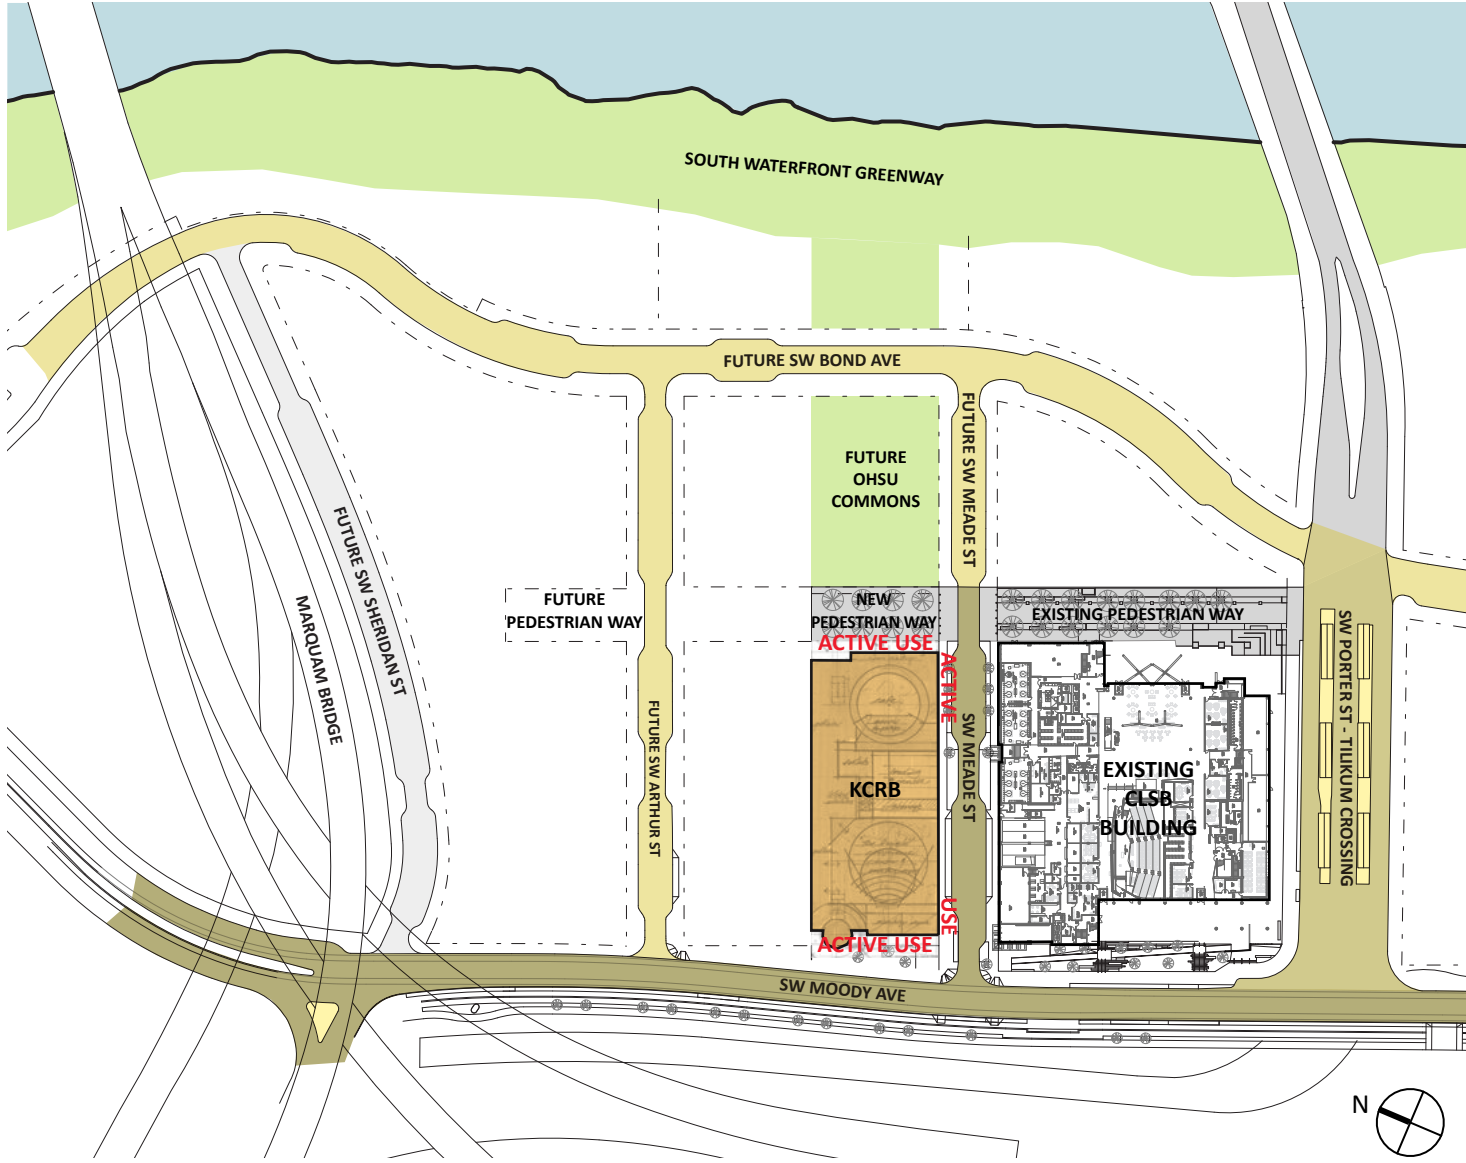 SOUTH WATERFRONT GREENWAY
FUTURE SW BOND AVE
FUTURE SW MEADE ST
FUTURE
OHSU
COMMONS
FUTURE SW SHERIDAN ST
MARQUAM BRIDGE
FUTURE
PEDESTRIAN WAY
NEW
PEDESTRIAN WAY
EXISTING PEDESTRIAN WAY
ACTIVE USE
ACTIVE
USE
SW PORTER ST - TILIKUM CROSSING
FUTURE SW ARTHUR ST
KCRB
SW MEADE ST
EXISTING
CLSB
BUILDING
ACTIVE USE
SW MOODY AVE
N